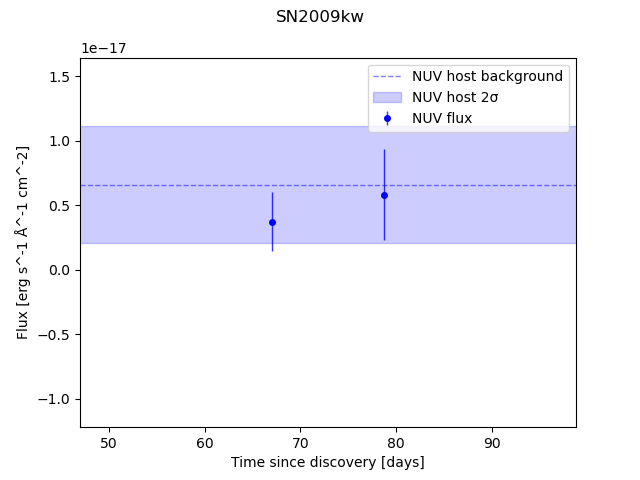 SN2009kw
1e−17
NUV host background
NUV host 2σ
NUV flux
1.5
1.0
0.5
0.0
−0.5
−1.0
Flux [erg s^-1 Å^-1 cm^-2]
50 60 70 80 90
Time since discovery [days]